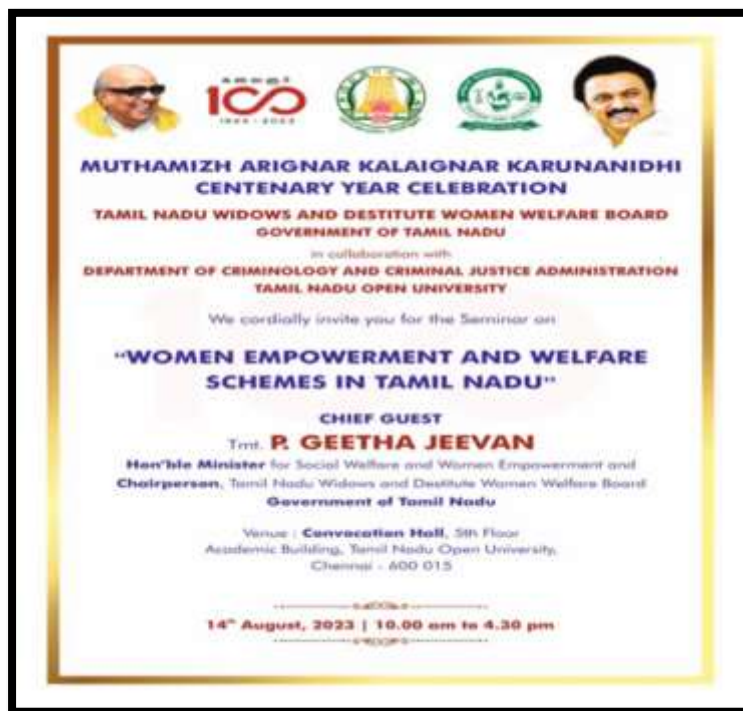 100
MUTHAMIZH ARIGNAR KALAIGNAR KARUNANIDHI
CENTENARY YEAR CELEBRATION
TAMIL NADU WIDOWS AND DESTITUTE WOMEN WELFARE BOARD
GOVERNMENT OF TAMIL NADU
in collaboration with
DEPARTMENT OF CRIMINOLOGY AND CRIMINAL JUSTICE ADMINISTRATION
TAMIL NADU OPEN UNIVERSITY
We cordially invite you for the Seminar on
"WOMEN EMPOWERMENT AND WELFARE
SCHEMES IN TAMIL NADU"
CHIEF GUEST
Tmt. P. GEETHA JEEVAN
Hon'ble Minister for Social Welfare and Women Empowerment and
Chairperson, Tamil Nadu Widows and Destitute Women Welfare Board
Government of Tamil Nadu
Venue : Convocation Hall, 5th Floor
Academic Building, Tamil Nadu Open University,
Chennai - 600 015
14th August, 2023 | 10.00 am to 4.30 pm